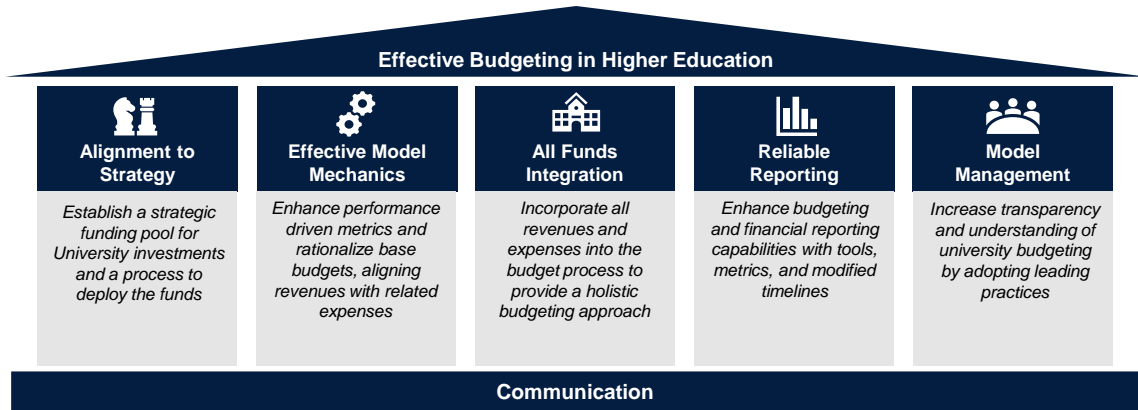 Effective Budgeting in Higher Education
Alignment to
Strategy
Establish a strategic
funding pool for
University investments
and a process to
deploy the funds
Effective Model
Mechanics
Enhance performance
driven metrics and
rationalize base
budgets, aligning
revenues with related
expenses
All Funds
Integration
Incorporate all
revenues and
expenses into the
budget process to
provide a holistic
budgeting approach
Reliable
Reporting
Enhance budgeting
and financial reporting
capabilities with tools,
metrics, and modified
timelines
Model
Management
Increase transparency
and understanding of
university budgeting
by adopting leading
practices
Communication